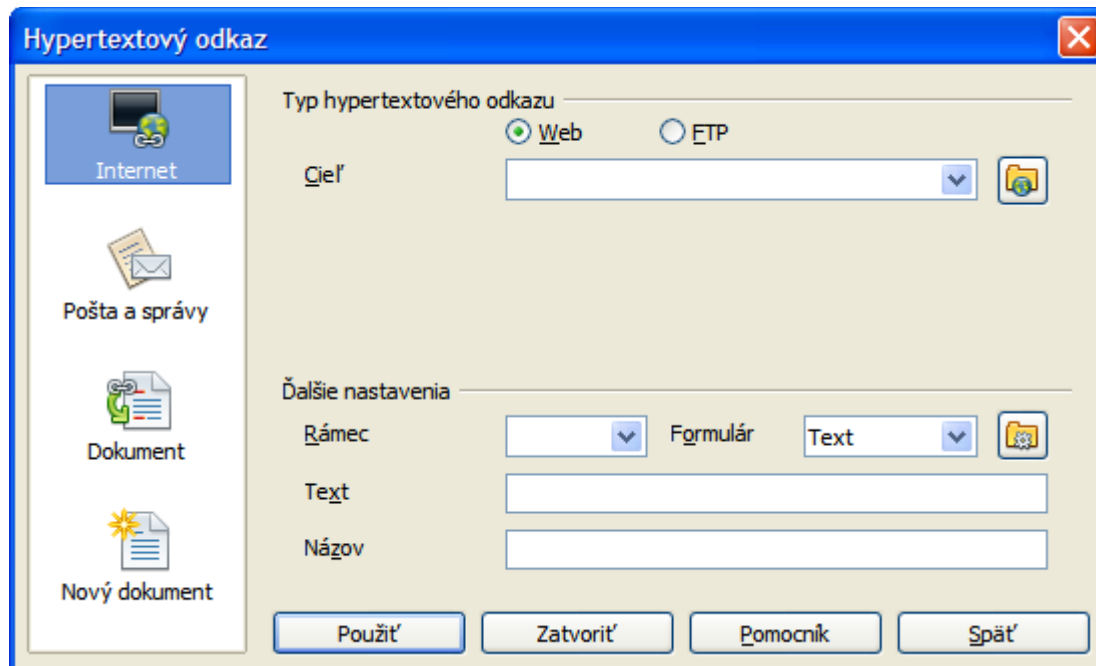 Hypertextový odkaz
Internet
Pošta a správy
Dokument
Nový dokument
Typ hypertextového odkazu
Web FTP
Cieľ
Ďalšie nastavenia
Rámec Formulár Text
Text
Názov
Použiť Zatvoriť Pomocník Späť